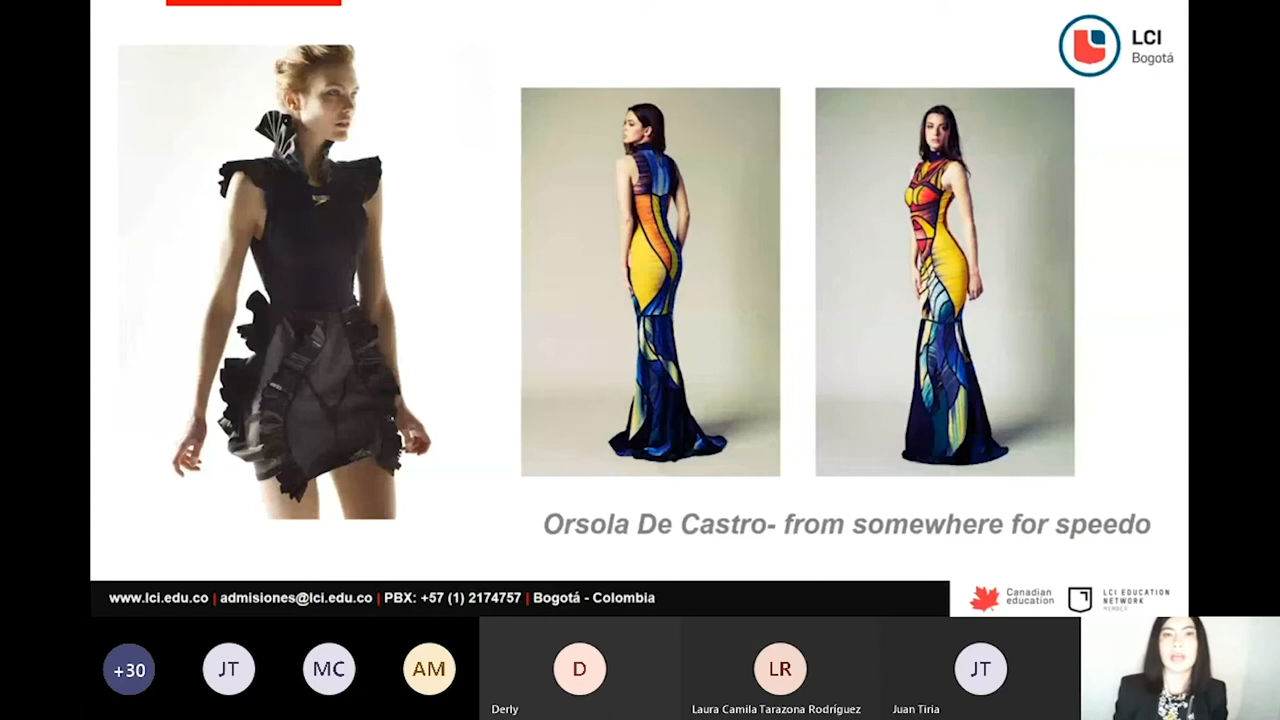 LCI
Bogotá
Orsola De Castro- from somewhere for speedo
www.lci.edu.co | admisiones@lci.edu.co | PBX: +57 (1) 2174757 | Bogotá - Colombia
Canadian
education
LCI EDUCATION
NETWORK
MEMBER
+30
JT
MC
AM
D
LR
JT
Derly
Laura Camila Tarazona Rodríguez
Juan Tiria